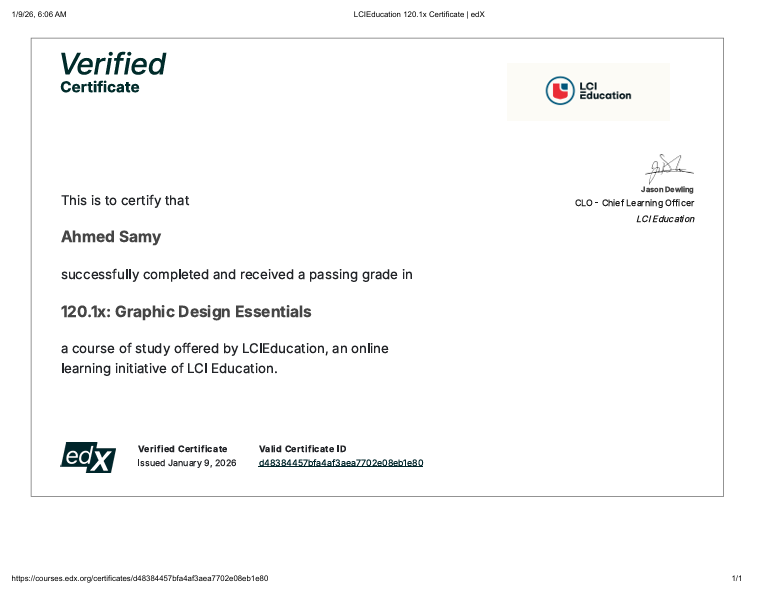 1/9/26, 6:06 AM
LCIEducation 120.1x Certificate | edX
Verified
Certificate
LCI
Education
Jason Dewling
CLO - Chief Learning Officer
LCI Education
This is to certify that
Ahmed Samy
successfully completed and received a passing grade in
120.1x: Graphic Design Essentials
a course of study offered by LCIEducation, an online
learning initiative of LCI Education.
edX
Verified Certificate
Issued January 9, 2026
Valid Certificate ID
d48384457bfa4af3aea7702e08eb1e80
https://courses.edx.org/certificates/d48384457bfa4af3aea7702e08eb1e80
1/1